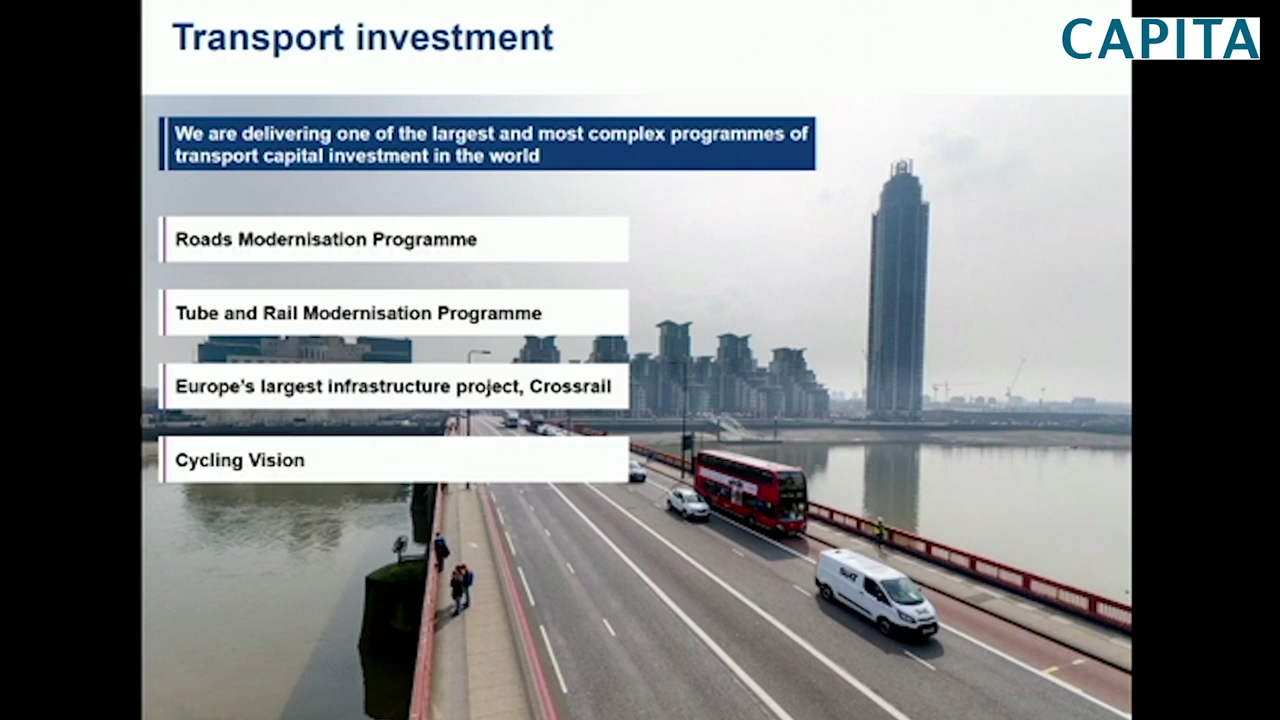 Transport investment
CAPITA
We are delivering one of the largest and most complex programmes of
transport capital investment in the world
Roads Modernisation Programme
Tube and Rail Modernisation Programme
Europe's largest infrastructure project, Crossrail
Cycling Vision